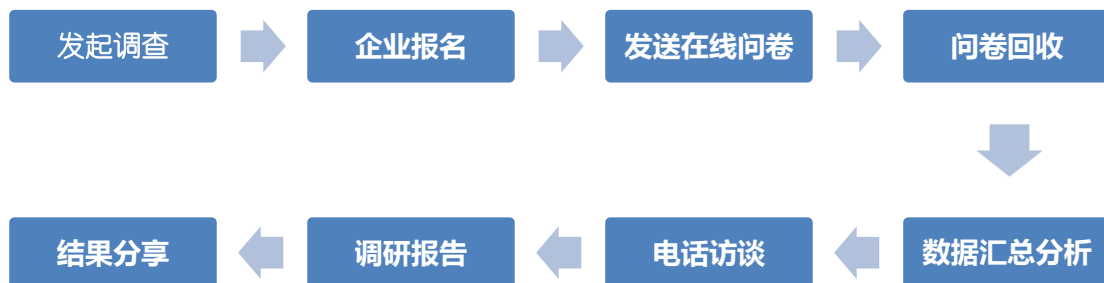 发起调查
企业报名
发送在线问卷
问卷回收
数据汇总分析
电话访谈
调研报告
结果分享